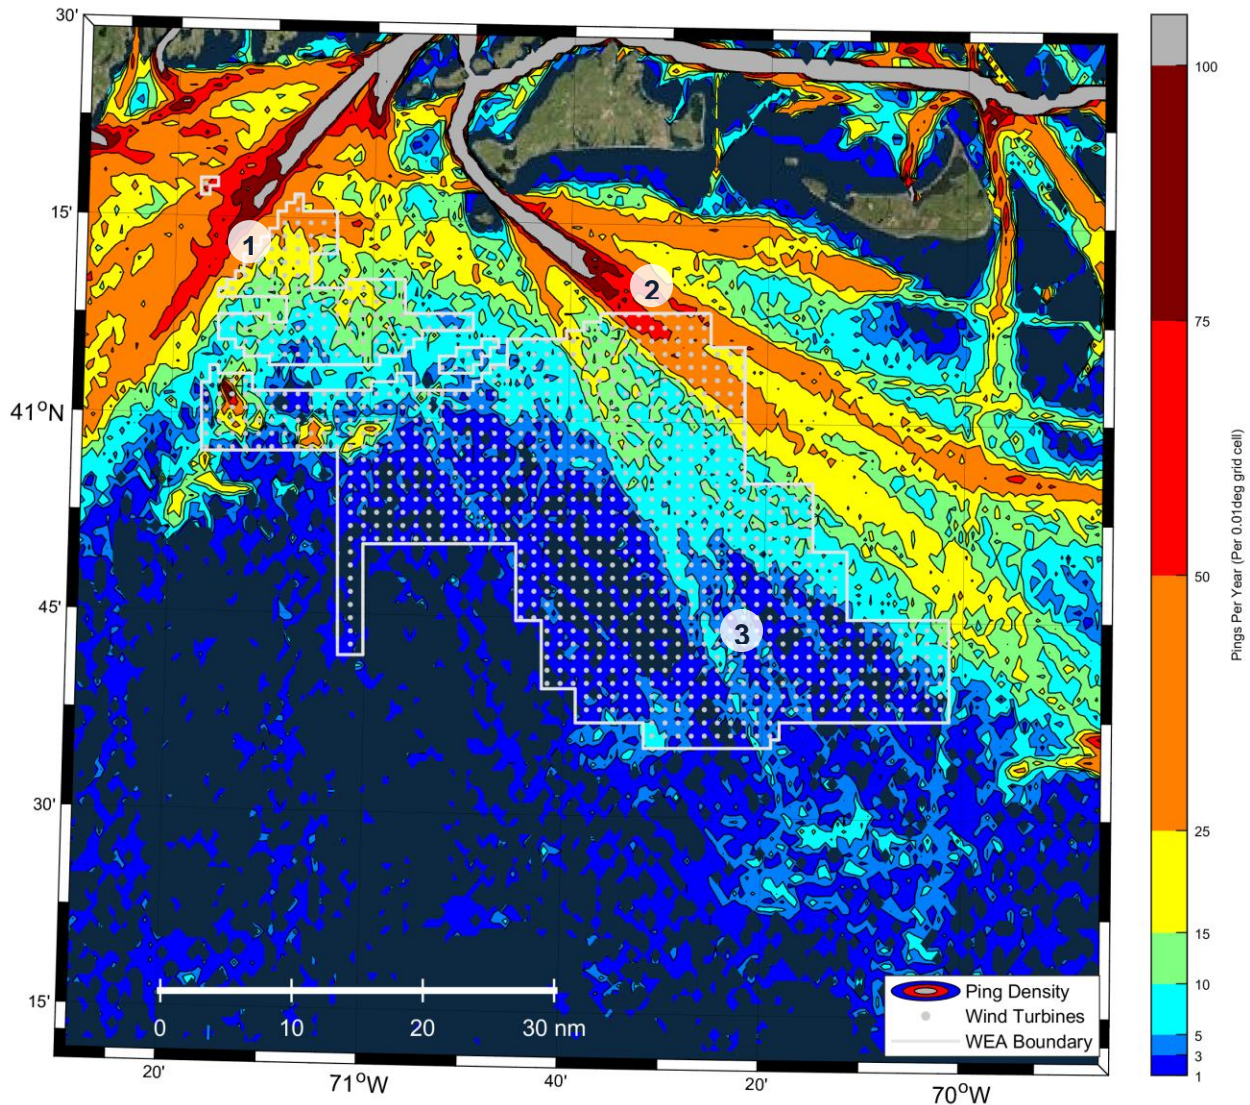 30'
15'
41°N
45'
30'
15'
20'
71°W
40'
20'
70°W
1
2
3
0 10 20 30 nm
Ping Density
Wind Turbines
WEA Boundary
100
75
50
25
15
10
5
3
1
Pings Per Year (Per 0.01deg grid cell)